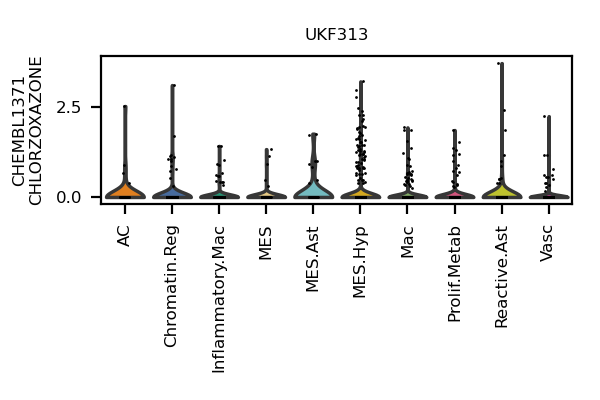 UKF313
CHEMBL1371
CHLORZOXAZONE
2.5
0.0
AC
Chromatin.Reg
Inflammatory.Mac
MES
MES.Ast
MES.Hyp
Mac
Prolif.Metab
Reactive.Ast
Vasc